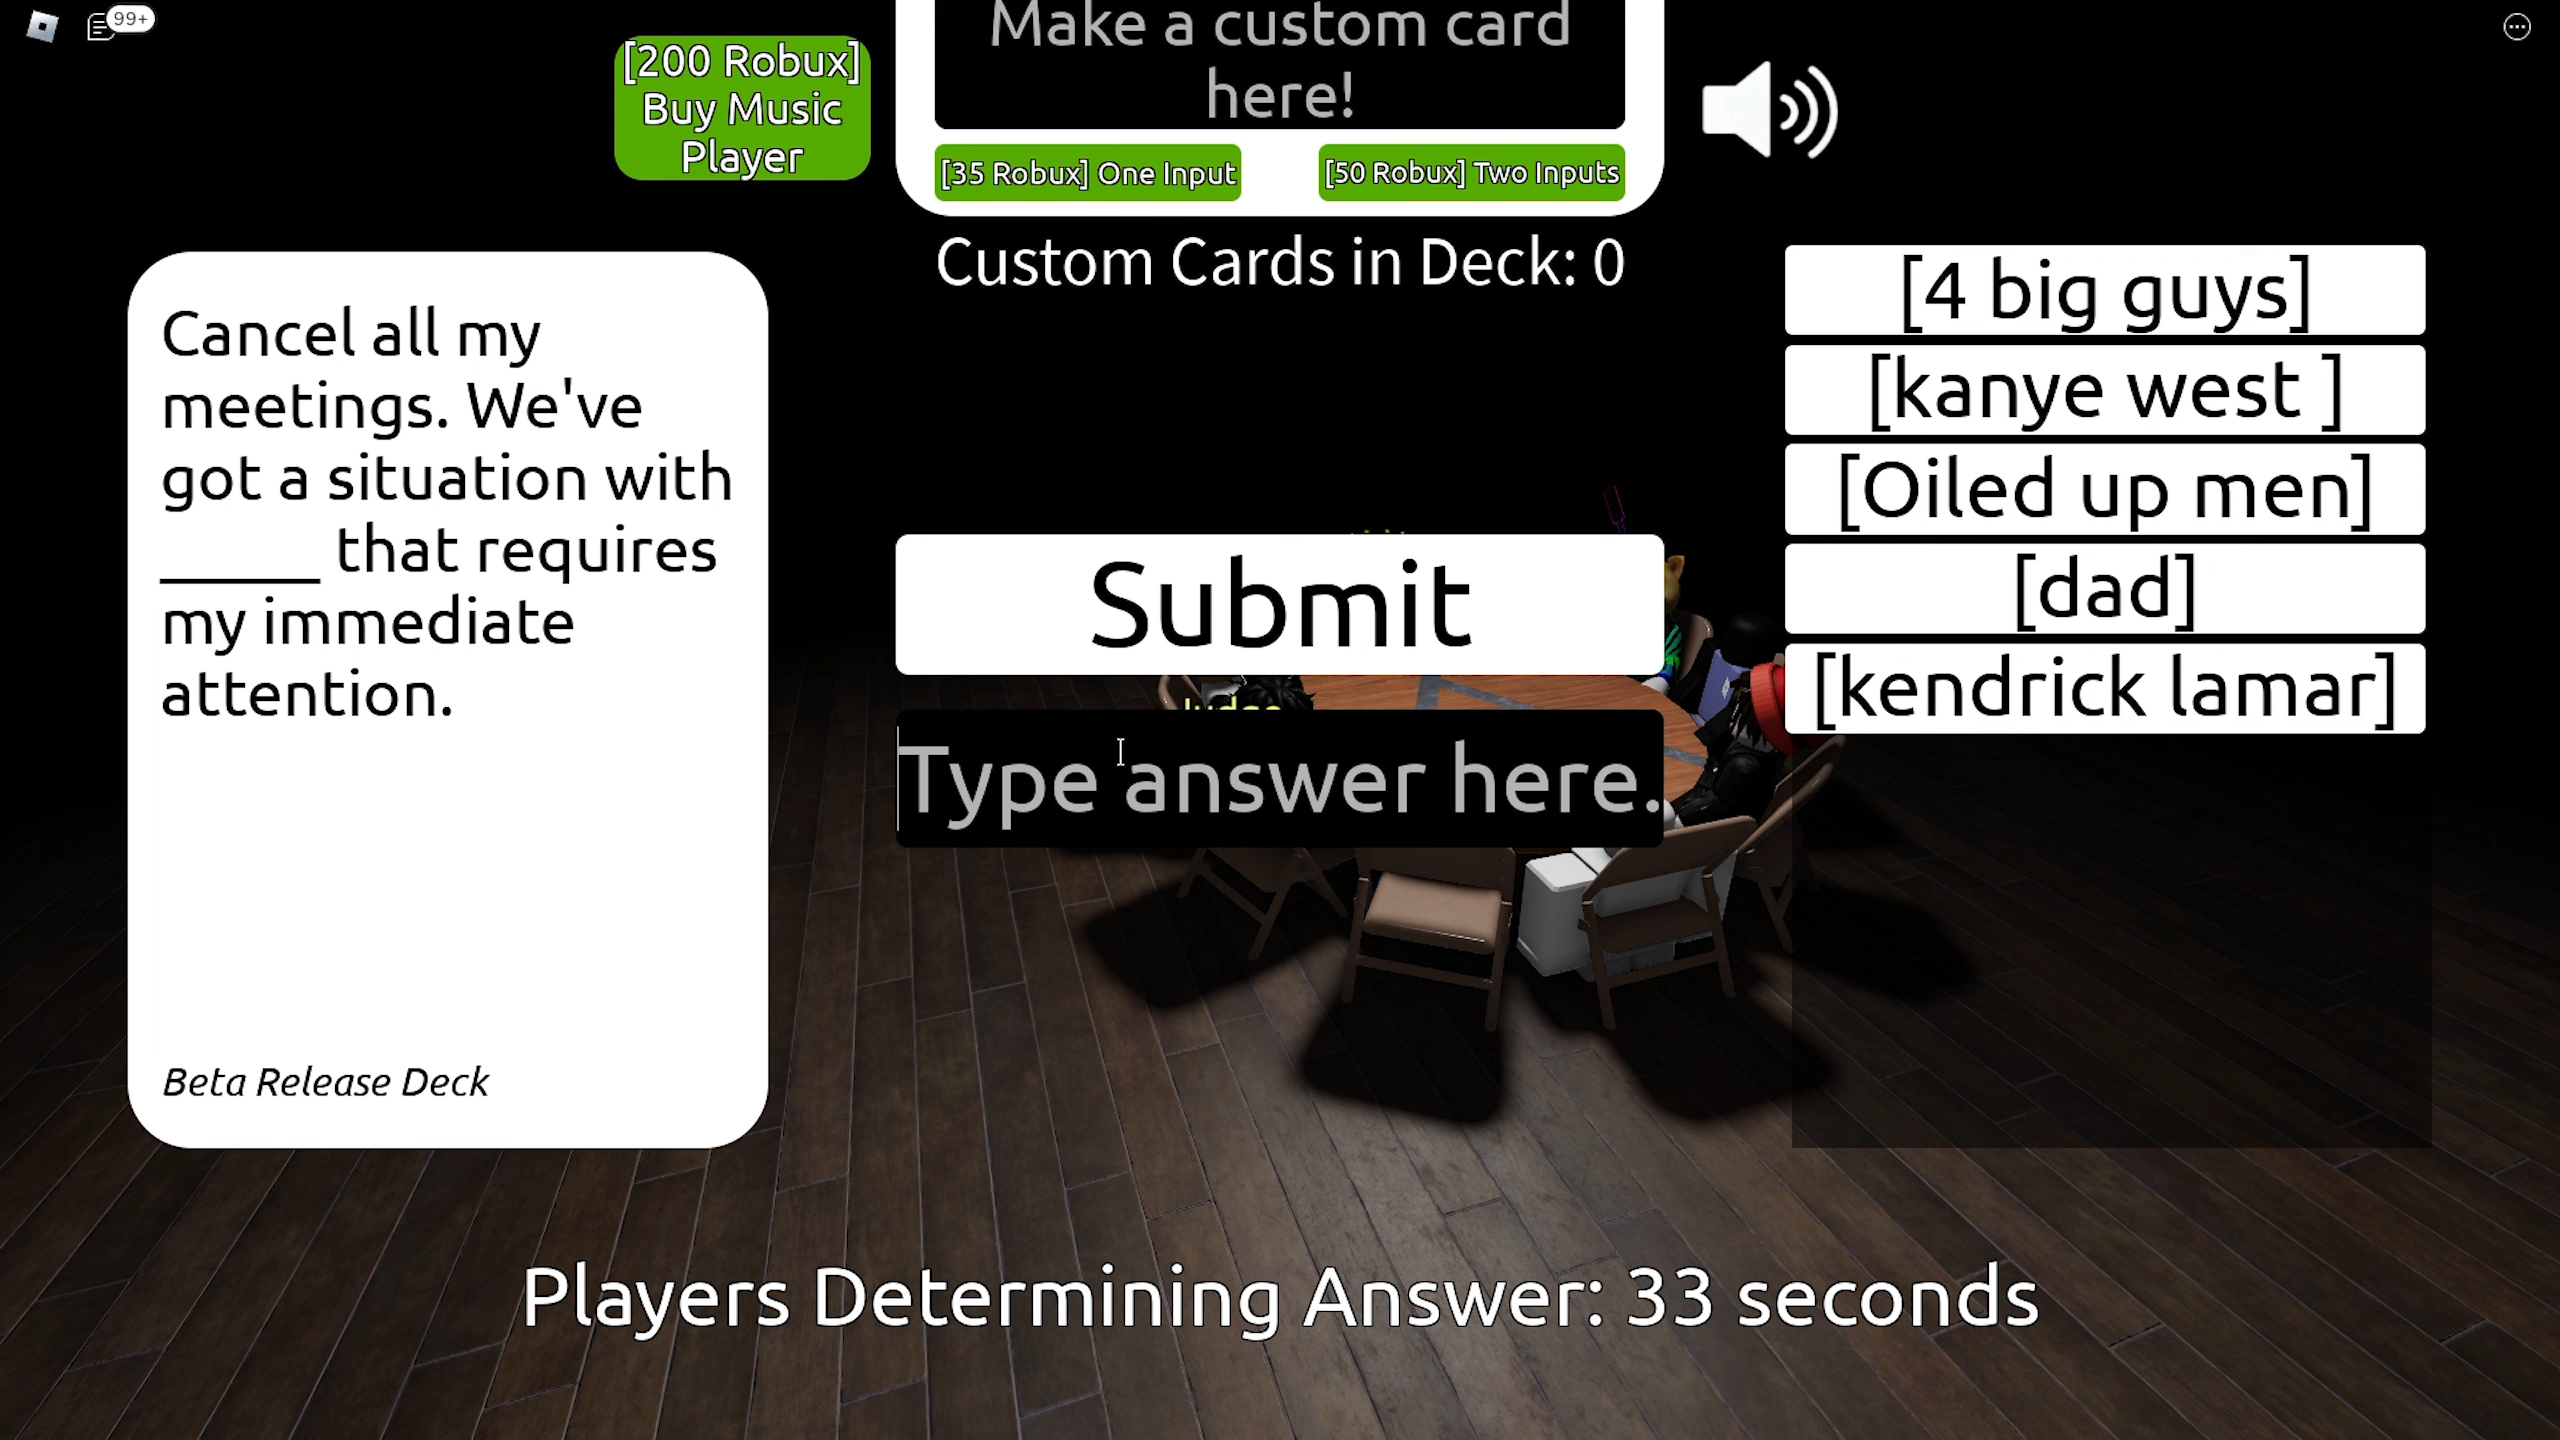 99+
[200 Robux]
Buy Music
Player
Make a custom card
here!
[35 Robux] One Input
[50 Robux] Two Inputs
Custom Cards in Deck: 0
Cancel all my
meetings. We've
got a situation with
_____ that requires
my immediate
attention.
Beta Release Deck
Submit
Judge
Type answer here.
[4 big guys]
[kanye west ]
[Oiled up men]
[dad]
[kendrick lamar]
Players Determining Answer: 33 seconds